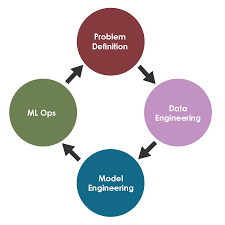 Problem
Definition
Data
Engineering
Model
Engineering
ML Ops